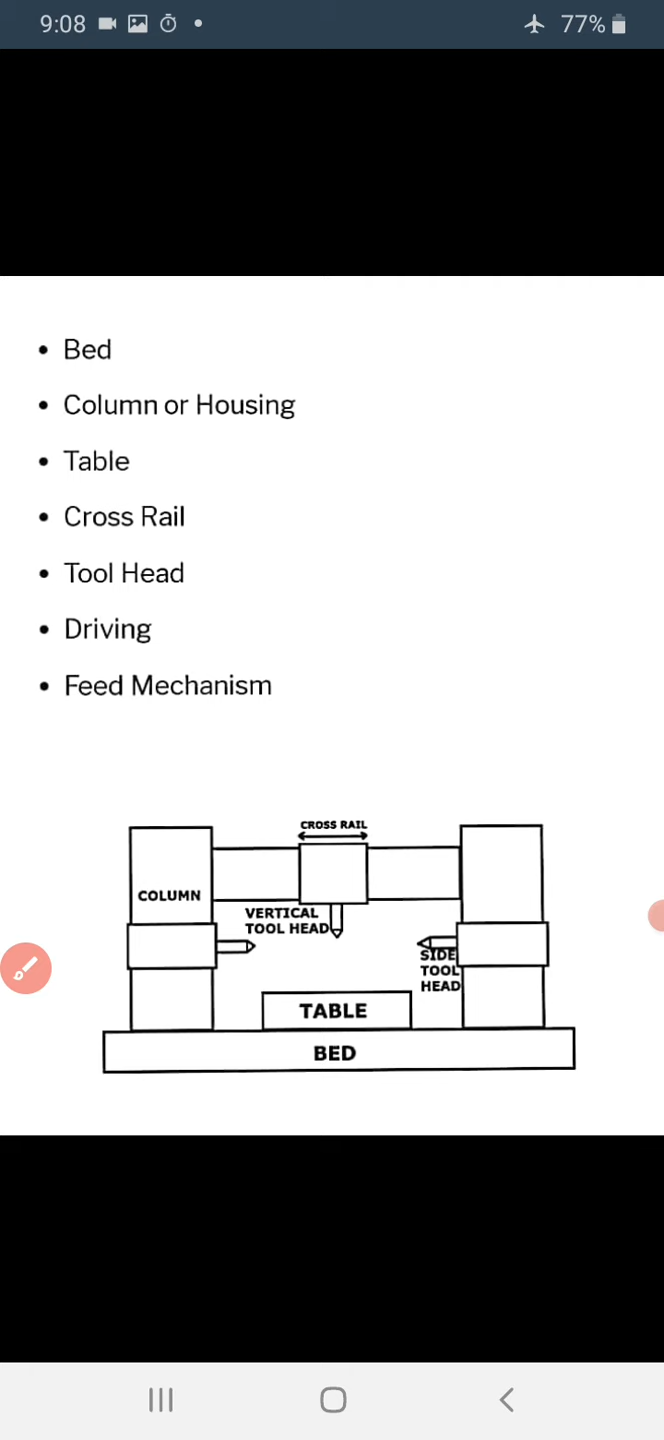 9:08
77%
• Bed
• Column or Housing
• Table
• Cross Rail
• Tool Head
• Driving
• Feed Mechanism
CROSS RAIL
COLUMN
VERTICAL
TOOL HEAD
SIDE
TOOL
HEAD
TABLE
BED